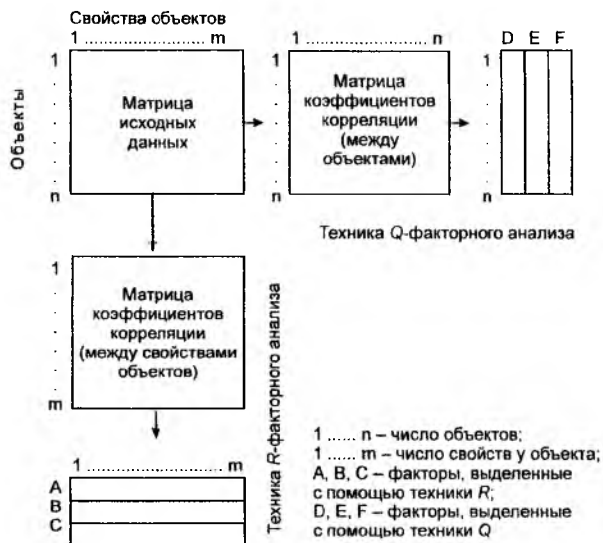 Свойства объектов
1 ..................... m
1 ..................... n
D E F
Объекты
1
n
Матрица
исходных
данных
1
n
Матрица
коэффициентов
корреляции
(между
объектами)
1
n
Техника Q-факторного анализа
1
m
Матрица
коэффициентов
корреляции
(между свойствами
объектов)
Техника R-факторного анализа
1 ..................... m
A
B
C
1 ...... n – число объектов;
1 ...... m – число свойств у объекта;
A, B, C – факторы, выделенные
с помощью техники R;
D, E, F – факторы, выделенные
с помощью техники Q